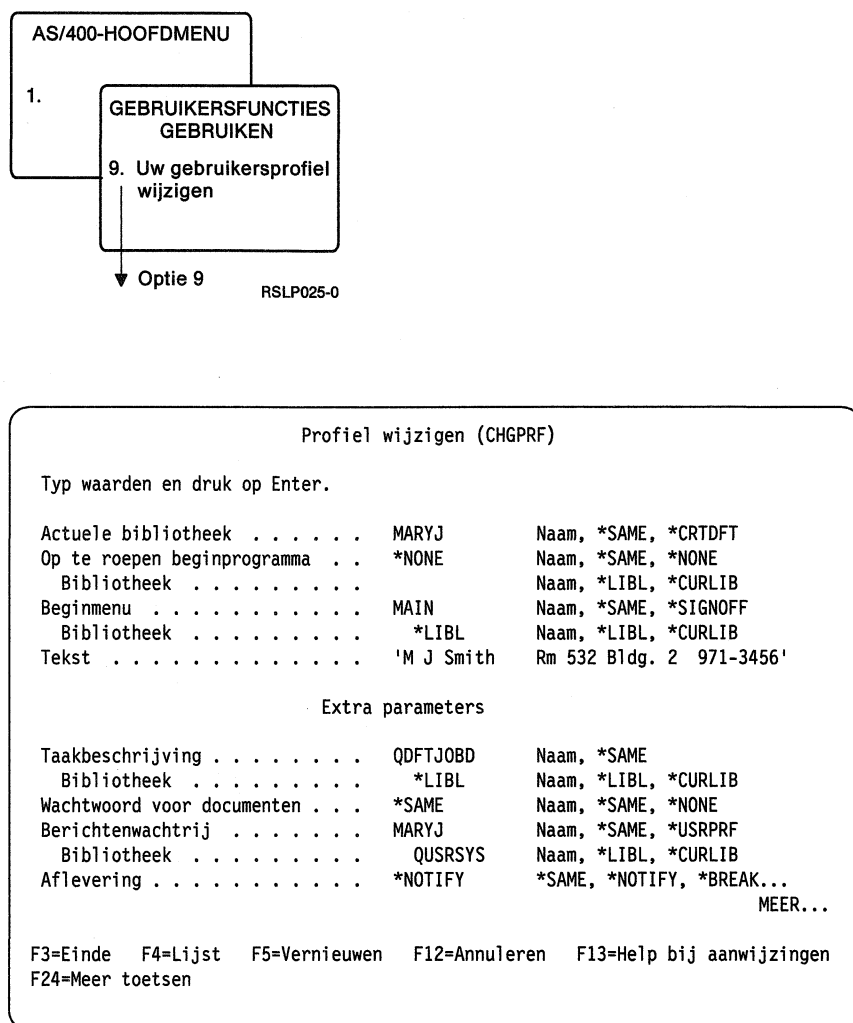 AS/400-HOOFDMENU
1.
GEBRUIKERSFUNCTIES
GEBRUIKEN
9. Uw gebruikersprofiel
wijzigen
Optie 9
RSLP025-0
Profiel wijzigen (CHGPRF)
Typ waarden en druk op Enter.
Actuele bibliotheek . . . . . . MARYJ Naam, *SAME, *CRTDFT
Op te roepen beginprogramma . . *NONE Naam, *SAME, *NONE
Bibliotheek . . . . . . . . . Naam, *LIBL, *CURLIB
Beginmenu . . . . . . . . . . . MAIN Naam, *SAME, *SIGNOFF
Bibliotheek . . . . . . . . . *LIBL Naam, *LIBL, *CURLIB
Tekst . . . . . . . . . . . . . 'M J Smith Rm 532 Bldg. 2 971-3456'
Extra parameters
Taakbeschrijving . . . . . . . . QDFTJOBD Naam, *SAME
Bibliotheek . . . . . . . . . *LIBL Naam, *LIBL, *CURLIB
Wachtwoord voor documenten . . . *SAME Naam, *SAME, *NONE
Berichtenwachtrij . . . . . . . MARYJ Naam, *SAME, *USRPRF
Bibliotheek . . . . . . . . . QUSRSYS Naam, *LIBL, *CURLIB
Aflevering . . . . . . . . . . . *NOTIFY *SAME, *NOTIFY, *BREAK...
MEER...
F3=Einde F4=Lijst F5=Vernieuwen F12=Annuleren F13=Help bij aanwijzingen
F24=Meer toetsen